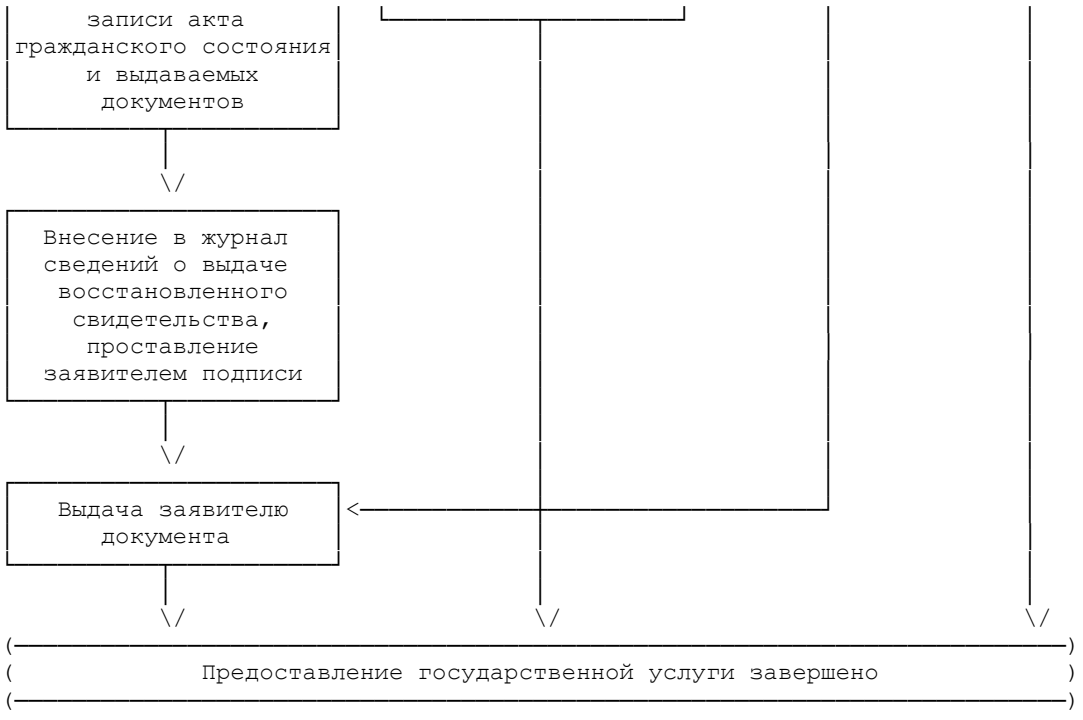 записи акта
гражданского состояния
и выдаваемых
документов
Внесение в журнал
сведений о выдаче
восстановленного
свидетельства,
проставление
заявителем подписи
Выдача заявителю
документа
Предоставление государственной услуги завершено